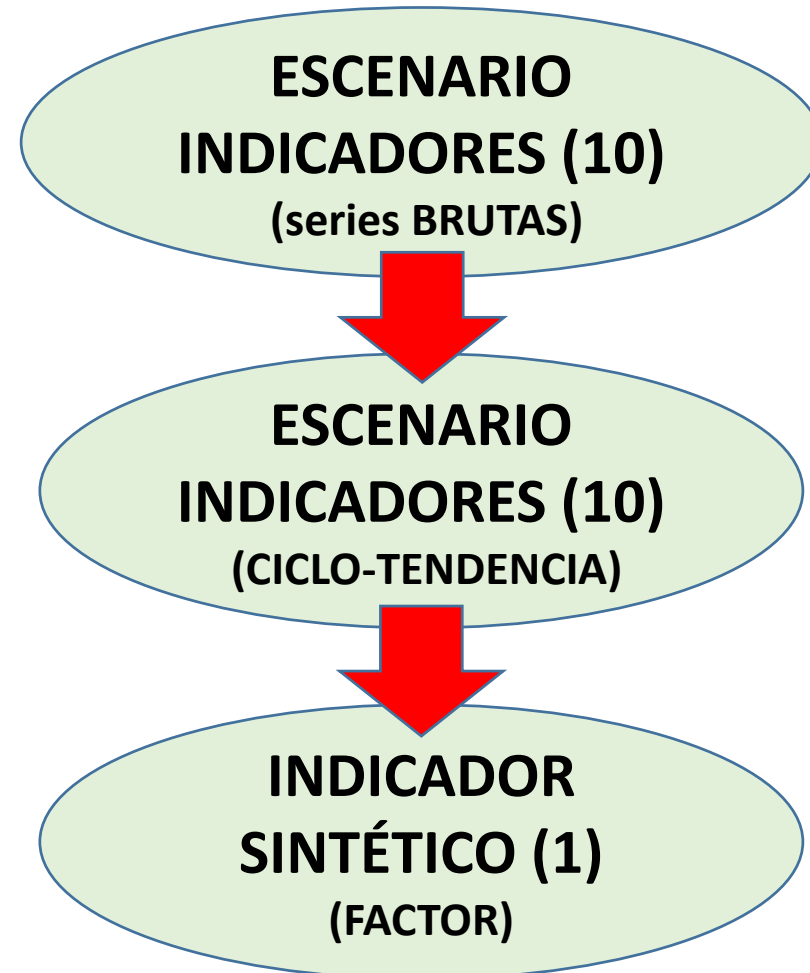 ESCENARIO
INDICADORES (10)
(series BRUTAS)
ESCENARIO
INDICADORES (10)
(CICLO-TENDENCIA)
INDICADOR
SINTÉTICO (1)
(FACTOR)